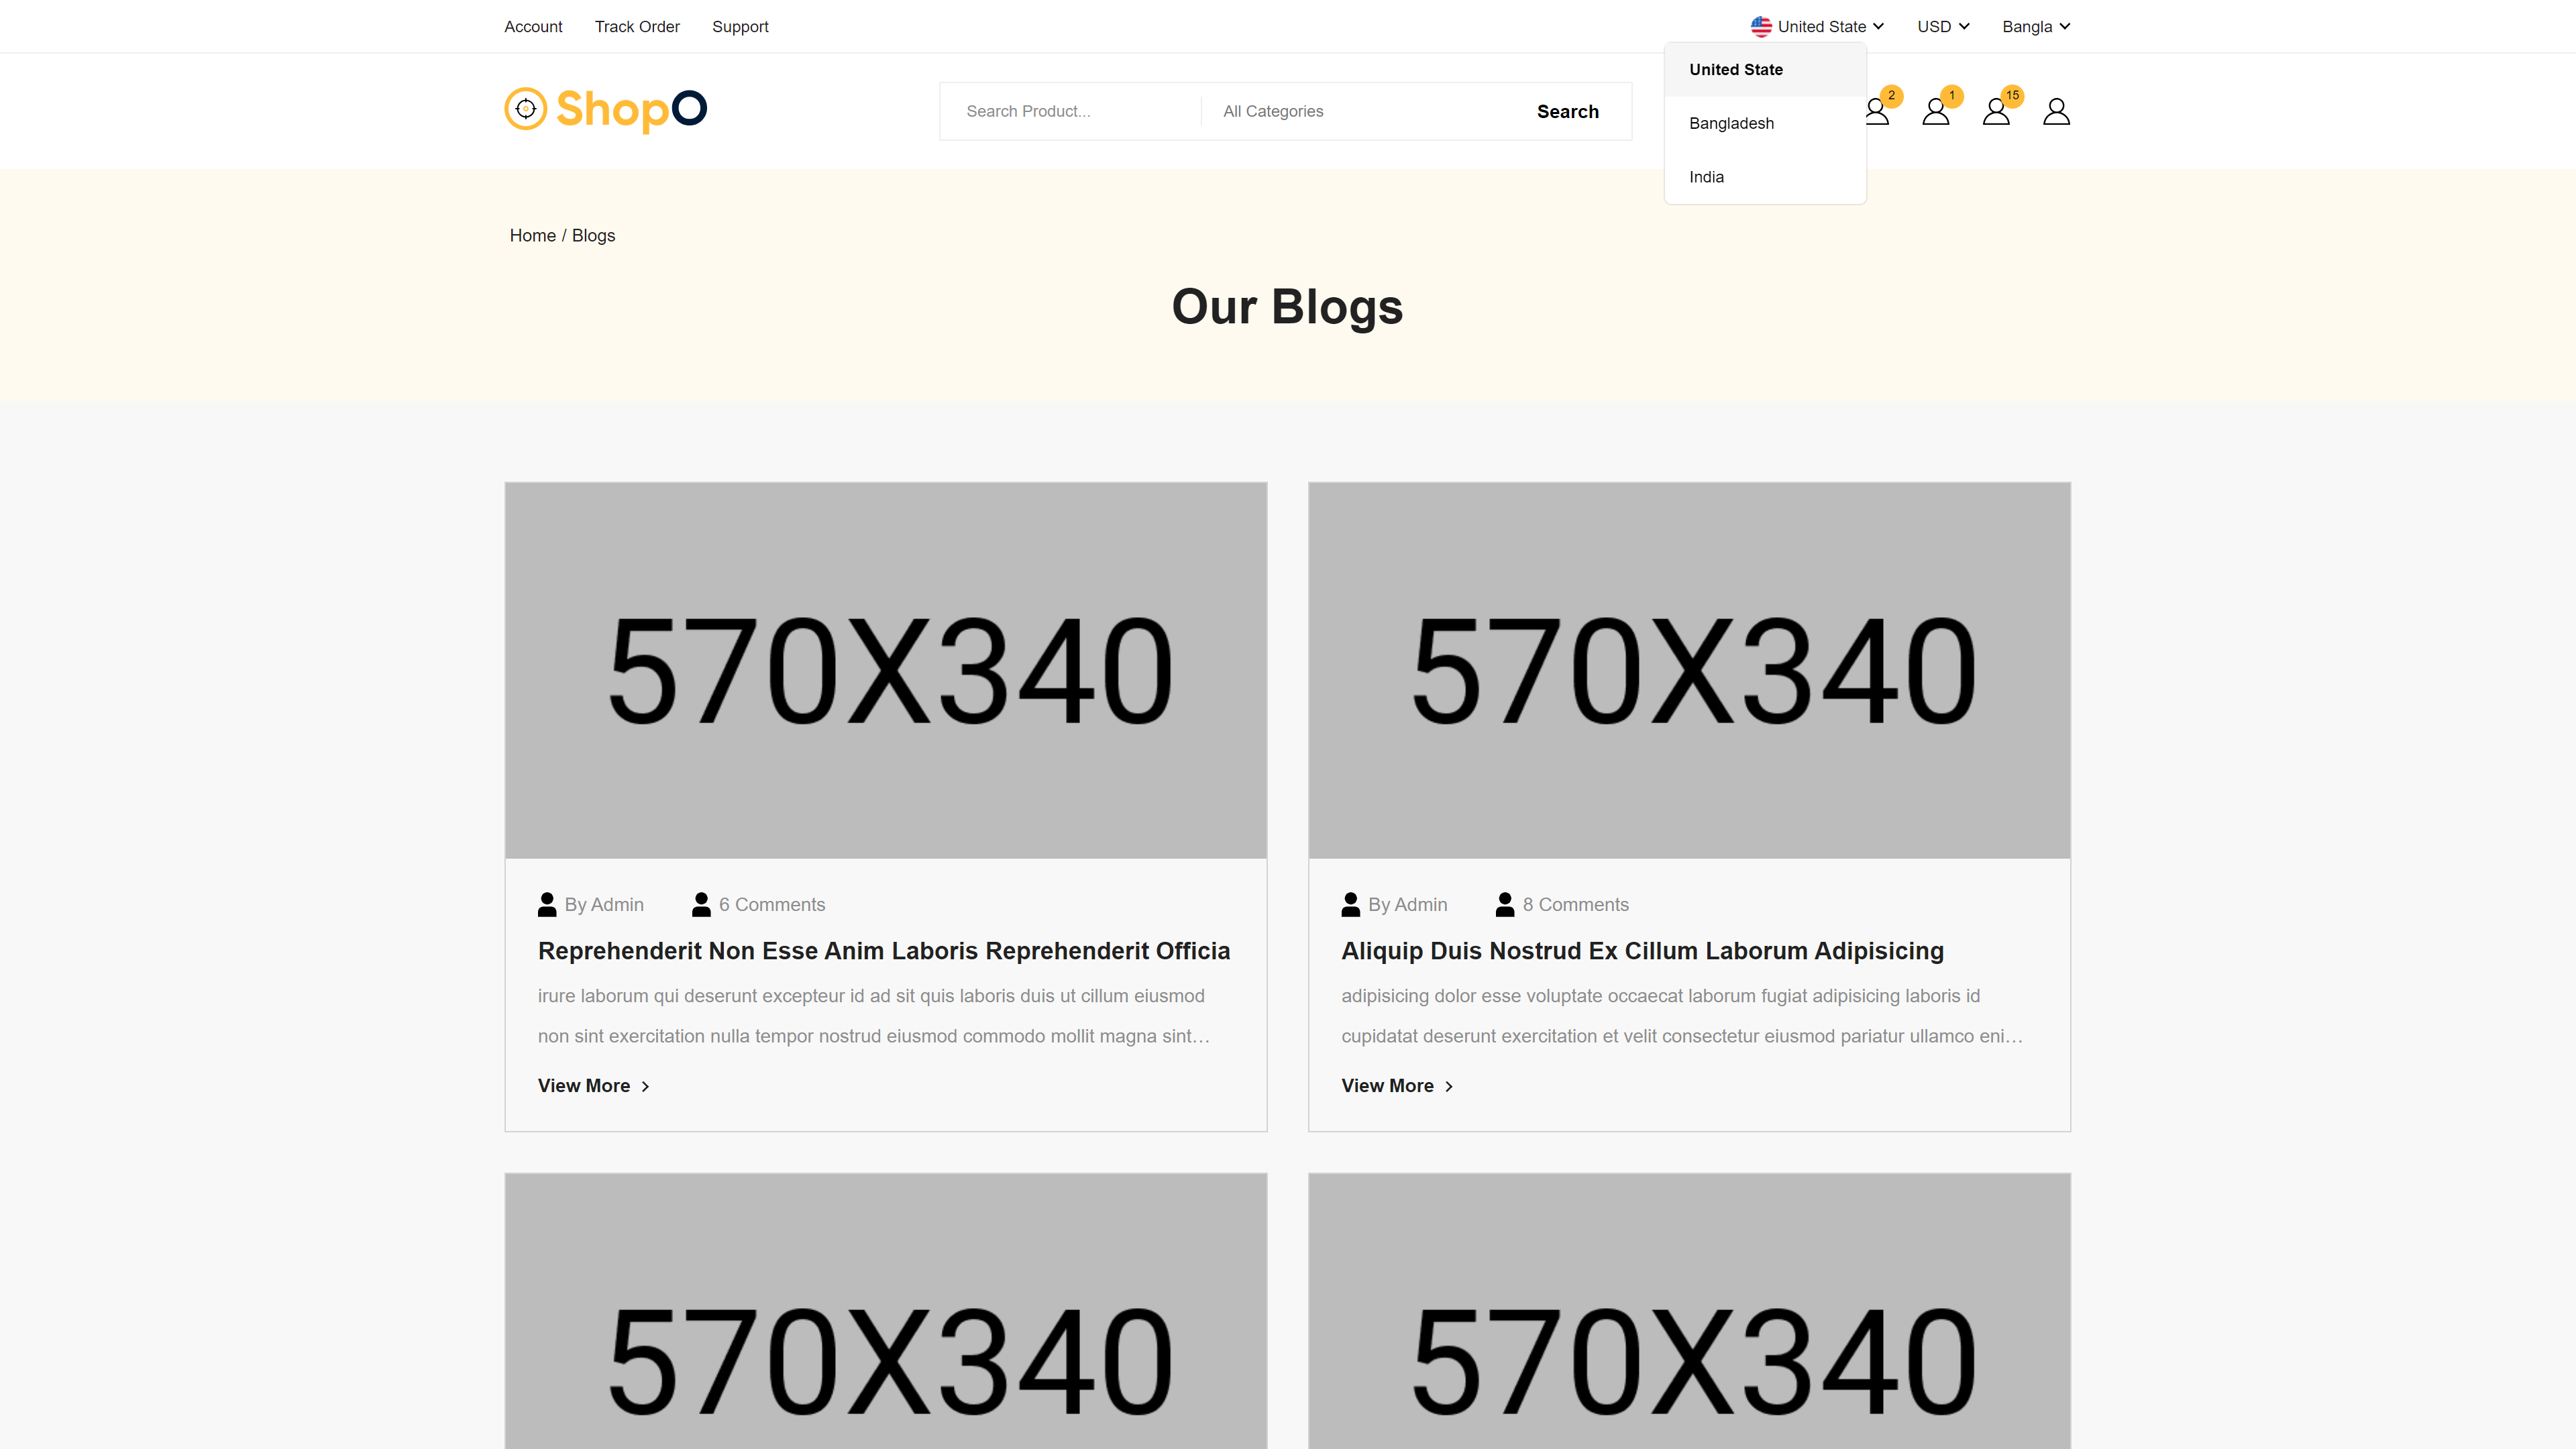 Account Track Order Support United State USD Bangla
United State
Bangladesh
India
ShopO Search Product... All Categories Search 2 1 15
Home / Blogs
Our Blogs
570X340
By Admin 6 Comments
Reprehenderit Non Esse Anim Laboris Reprehenderit Officia
irure laborum qui deserunt excepteur id ad sit quis laboris duis ut cillum eiusmod
non sint exercitation nulla tempor nostrud eiusmod commodo mollit magna sint…
View More
570X340
By Admin 8 Comments
Aliquip Duis Nostrud Ex Cillum Laborum Adipisicing
adipisicing dolor esse voluptate occaecat laborum fugiat adipisicing laboris id
cupidatat deserunt exercitation et velit consectetur eiusmod pariatur ullamco eni…
View More
570X340
570X340